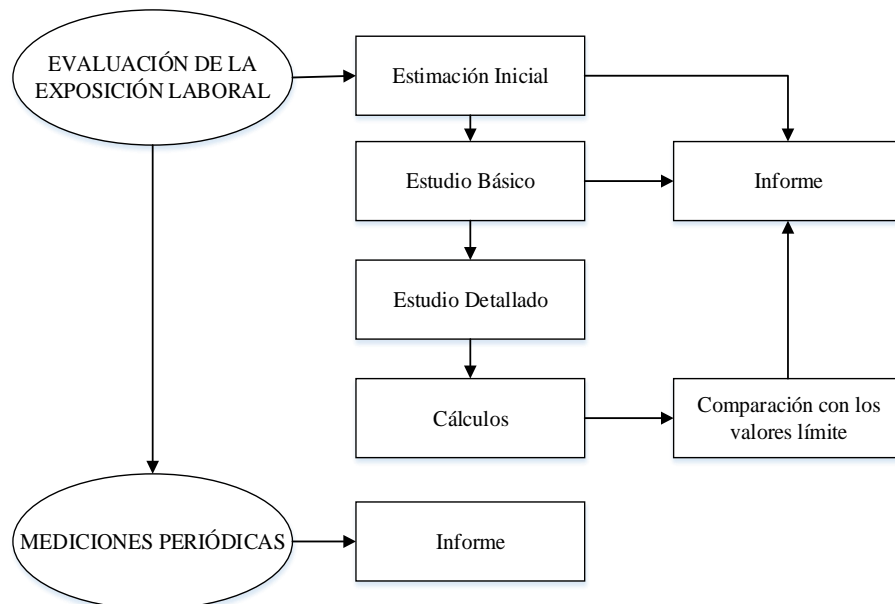 EVALUACIÓN DE LA
EXPOSICIÓN LABORAL
Estimación Inicial
Estudio Básico
Informe
Estudio Detallado
Cálculos
Comparación con los
valores límite
MEDICIONES PERIÓDICAS
Informe